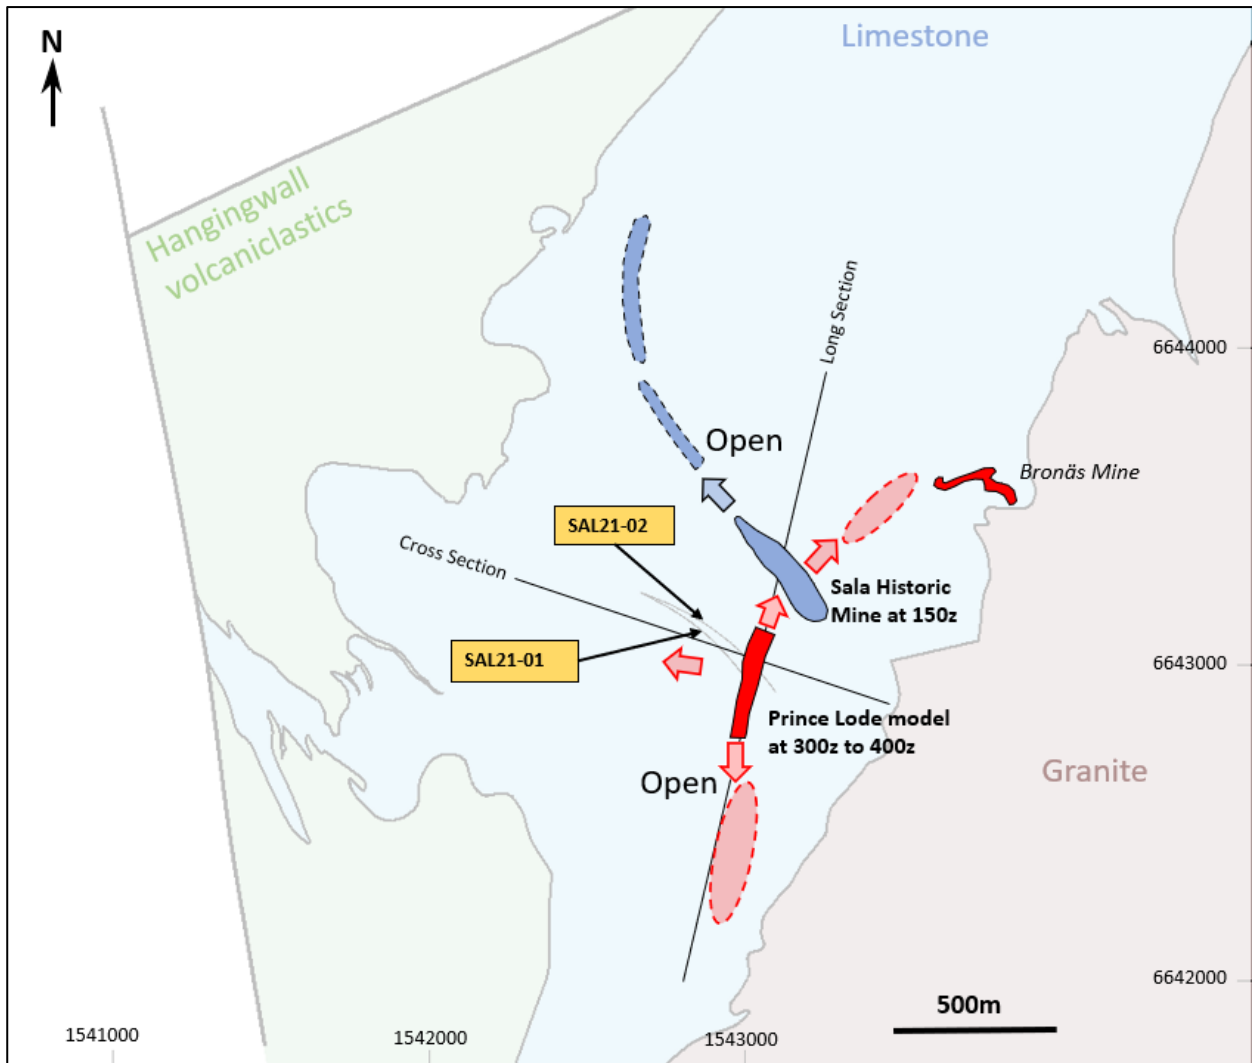 N
Limestone
Hangingwall
volcaniclastics
Long Section
6644000
Open
Bronäs Mine
SAL21-02
Cross Section
Sala Historic
Mine at 150z
SAL21-01
6643000
Prince Lode model
at 300z to 400z
Open
Granite
6642000
500m
1541000
1542000
1543000